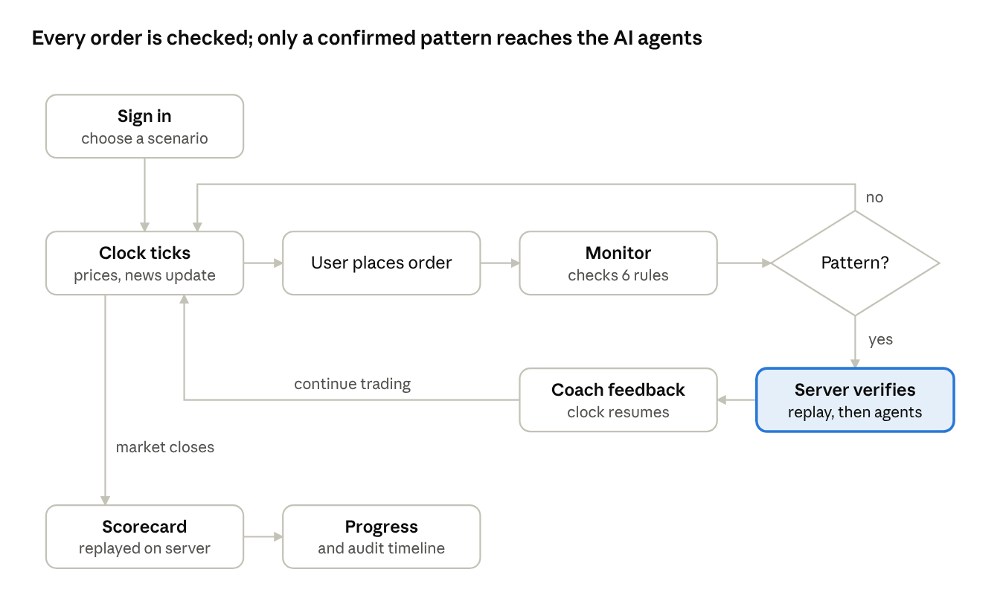 Every order is checked; only a confirmed pattern reaches the AI agents
Sign in
choose a scenario
no
Clock ticks
prices, news update
User places order
Monitor
checks 6 rules
Pattern?
yes
continue trading
Coach feedback
clock resumes
Server verifies
replay, then agents
market closes
Scorecard
replayed on server
Progress
and audit timeline